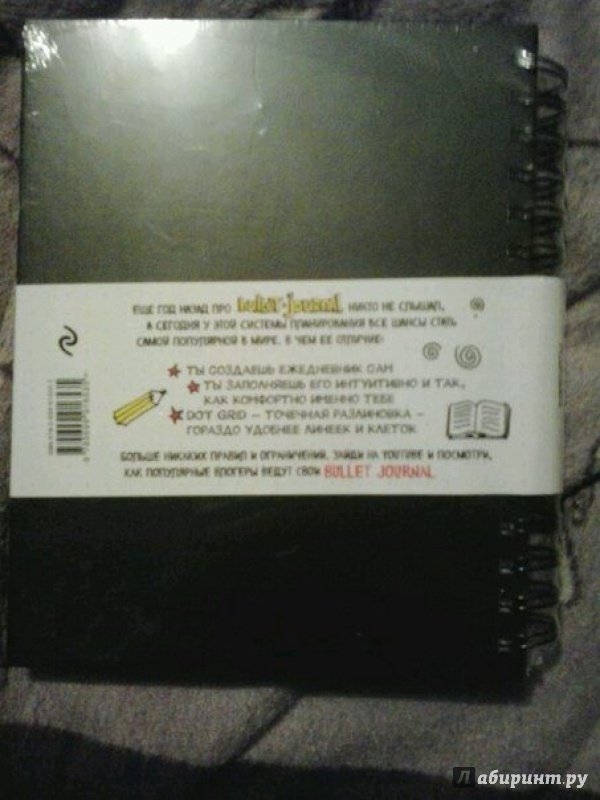 ЕЩЕ ГОД НАЗАД ПРО Bullet-Journal НИКТО НЕ СЛЫШАЛ,
А СЕГОДНЯ У ЭТОЙ СИСТЕМЫ ПЛАНИРОВАНИЯ ВСЕ ШАНСЫ СТАТЬ
САМОЙ ПОПУЛЯРНОЙ В МИРЕ. В ЧЕМ ЕЕ ОТЛИЧИЕ:
ТЫ СОЗДАЕШЬ ЕЖЕДНЕВНИК САМ
ТЫ ЗАПОЛНЯЕШЬ ЕГО ИНТУИТИВНО И ТАК,
КАК КОМФОРТНО ИМЕННО ТЕБЕ
DOT GRID – ТОЧЕЧНАЯ РАЗЛИНОВКА –
ГОРАЗДО УДОБНЕЕ ЛИНЕЕК И КЛЕТОК
БОЛЬШЕ НИКАКИХ ПРАВИЛ И ОГРАНИЧЕНИЙ. ЗАЙДИ НА YOUTUBE И ПОСМОТРИ,
КАК ПОПУЛЯРНЫЕ БЛОГЕРЫ ВЕДУТ СВОИ BULLET JOURNAL
Лабиринт.ру